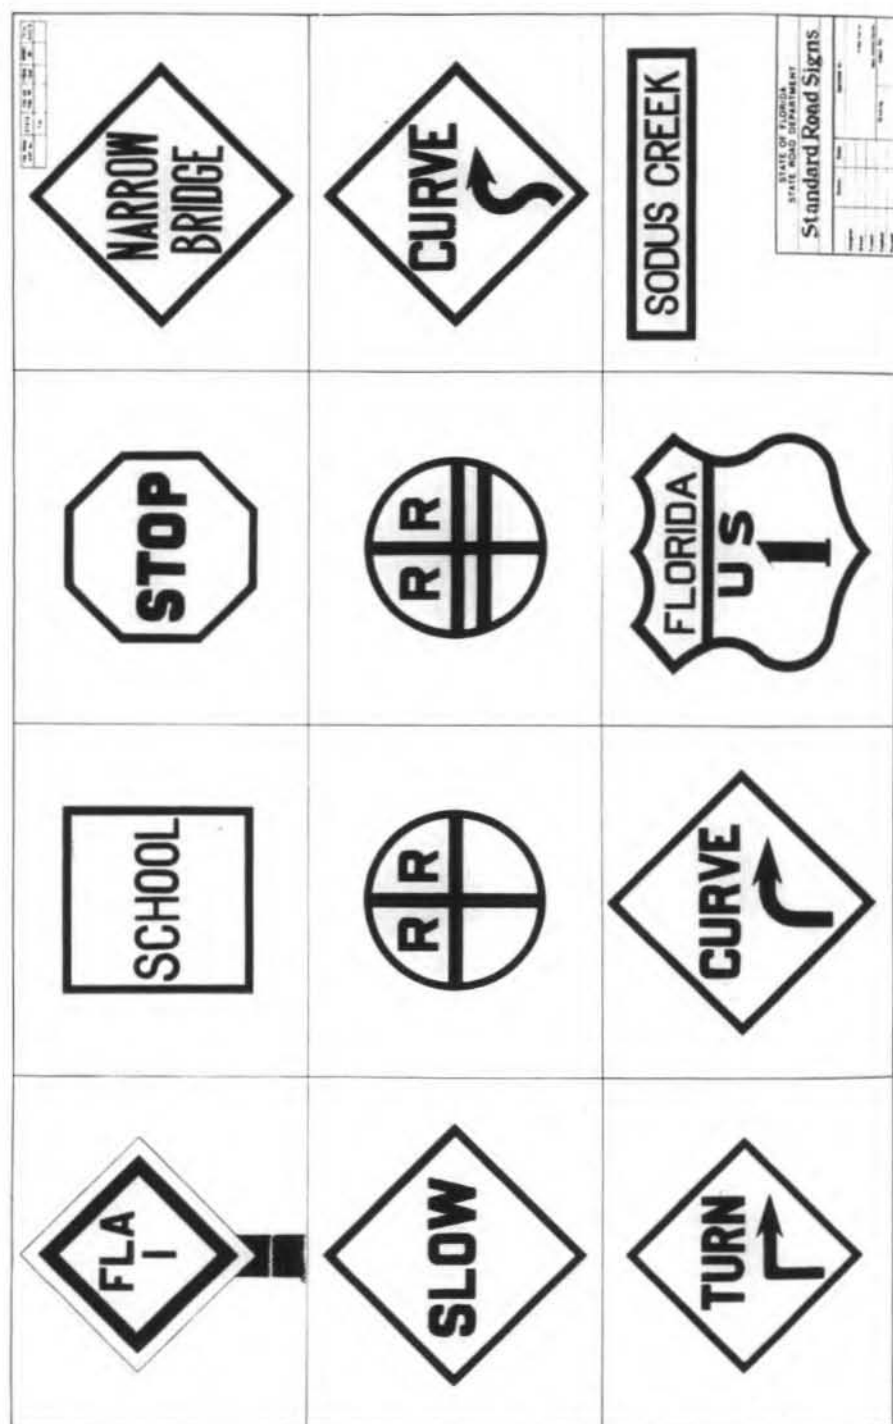 FLA
1
SCHOOL
STOP
NARROW
BRIDGE
SLOW
R R
R R
CURVE
TURN
CURVE
FLORIDA
US
1
SODUS CREEK
STATE OF FLORIDA
STATE ROAD DEPARTMENT
Standard Road Signs